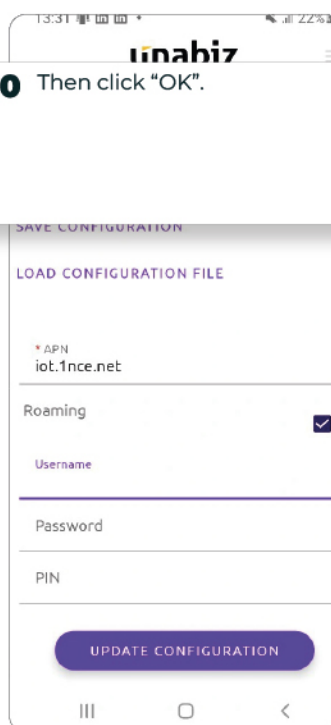 13:31
22%
unabiz
0 Then click “OK”.
SAVE CONFIGURATION
LOAD CONFIGURATION FILE
* APN
iot.1nce.net
Roaming
Username
Password
PIN
UPDATE CONFIGURATION